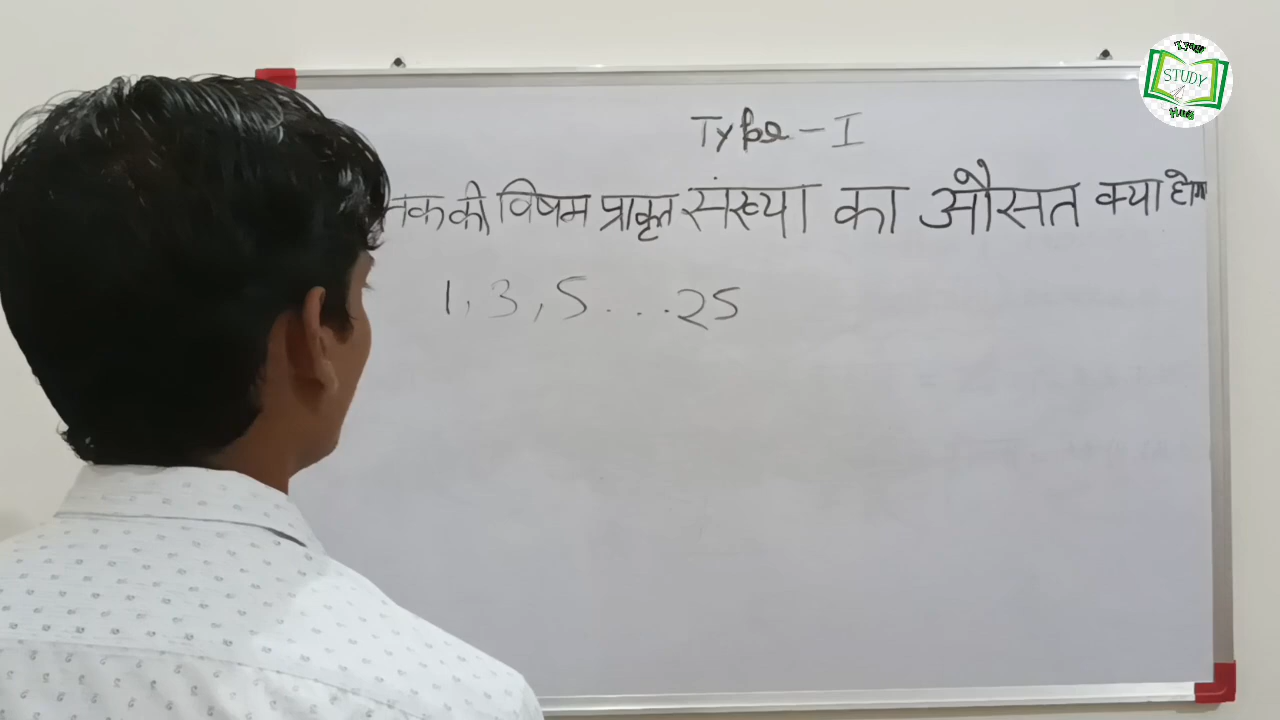 Type - I
तक की विषम प्राकृत संख्या का औसत क्या होगा
1, 3, 5 . . . . 25
STUDY